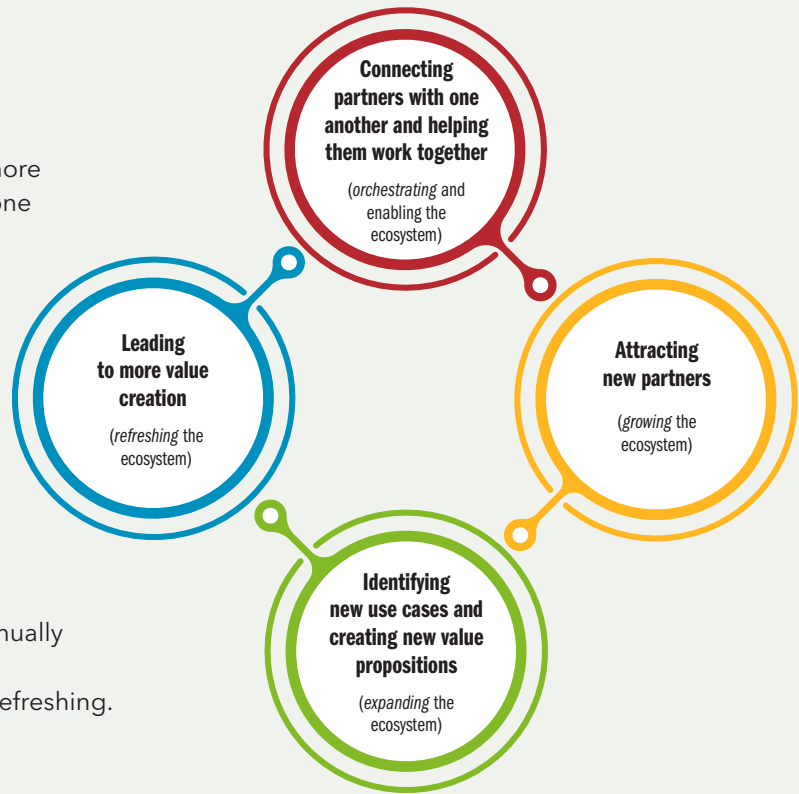 Connecting
partners with one
another and helping
them work together
(orchestrating and
enabling the
ecosystem)
Leading
to more value
creation
(refreshing the
ecosystem)
Attracting
new partners
(growing the
ecosystem)
Identifying
new use cases and
creating new value
propositions
(expanding the
ecosystem)
efreshing.